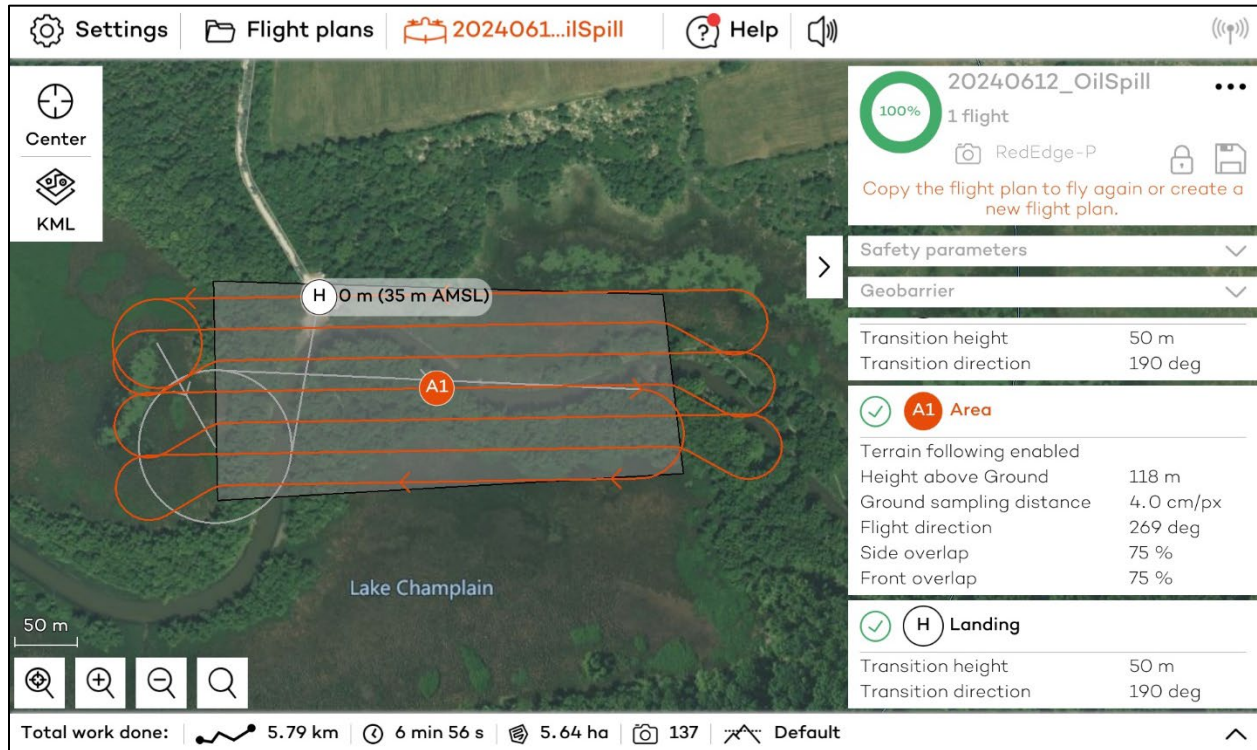 Settings Flight plans 2024061...ilSpill Help
Center
KML
H 0 m (35 m AMSL)
A1
Lake Champlain
50 m
20240612_OilSpill
100%
1 flight
RedEdge-P
Copy the flight plan to fly again or create a
new flight plan.
Safety parameters
Geobarrier
Transition height 50 m
Transition direction 190 deg
A1 Area
Terrain following enabled
Height above Ground 118 m
Ground sampling distance 4.0 cm/px
Flight direction 269 deg
Side overlap 75 %
Front overlap 75 %
H Landing
Transition height 50 m
Transition direction 190 deg
Total work done: 5.79 km 6 min 56 s 5.64 ha 137 Default